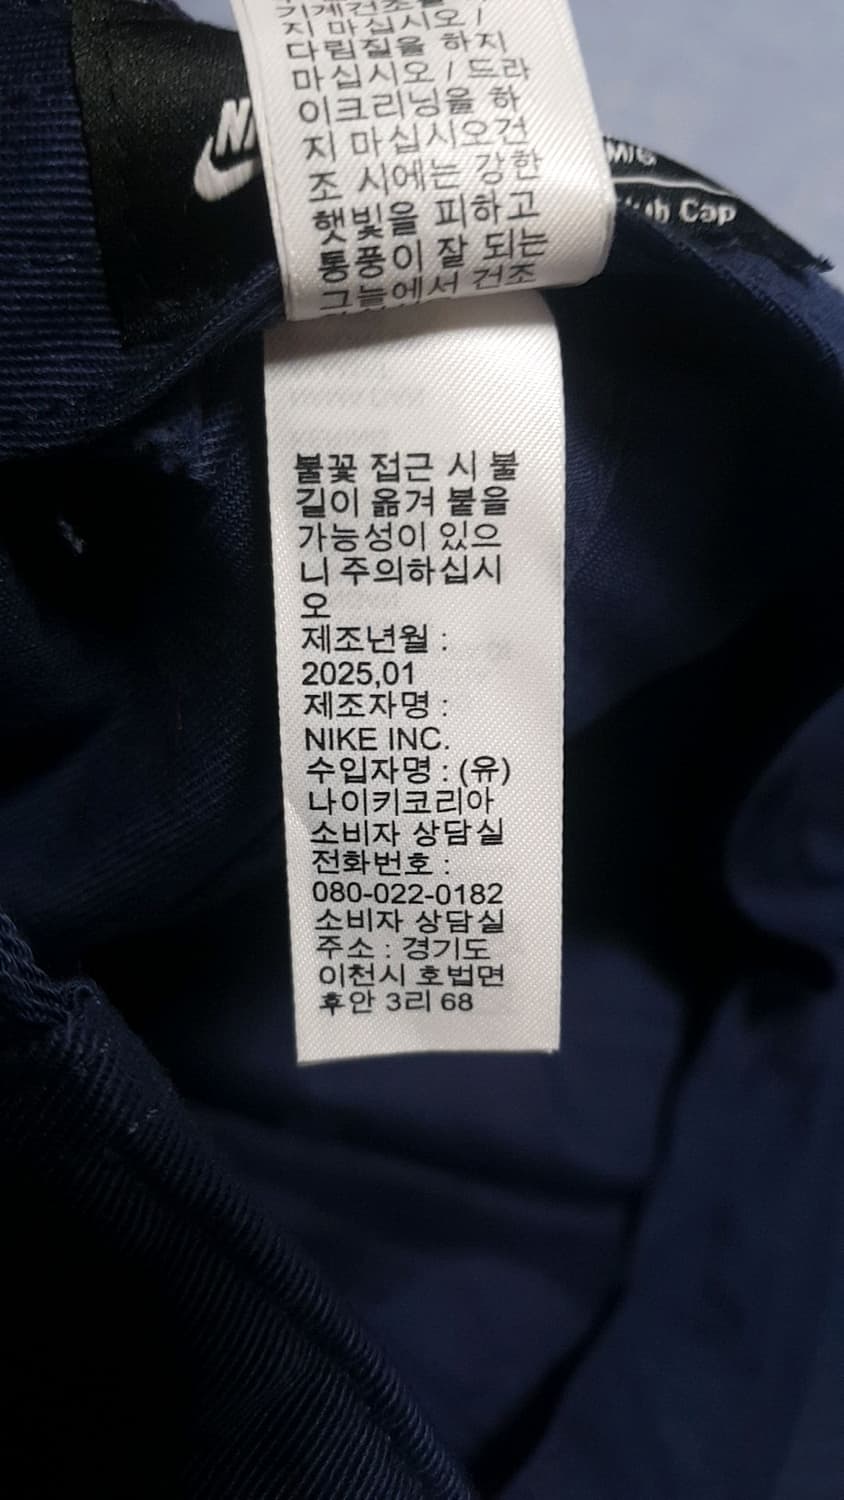 지 마십시오 /
다림질을 하지
마십시오 / 드라
이크리닝을 하
지 마십시오건
조 시에는 강한
햇빛을 피하고
통풍이 잘 되는
그늘에서 건조
M/
Cap
불꽃 접근 시 불
길이 옮겨 붙을
가능성이 있으
니 주의하십시
오
제조년월 :
2025,01
제조자명 :
NIKE INC.
수입자명 : (유)
나이키코리아
소비자 상담실
전화번호 :
080-022-0182
소비자 상담실
주소 : 경기도
이천시 호법면
후안 3리 68